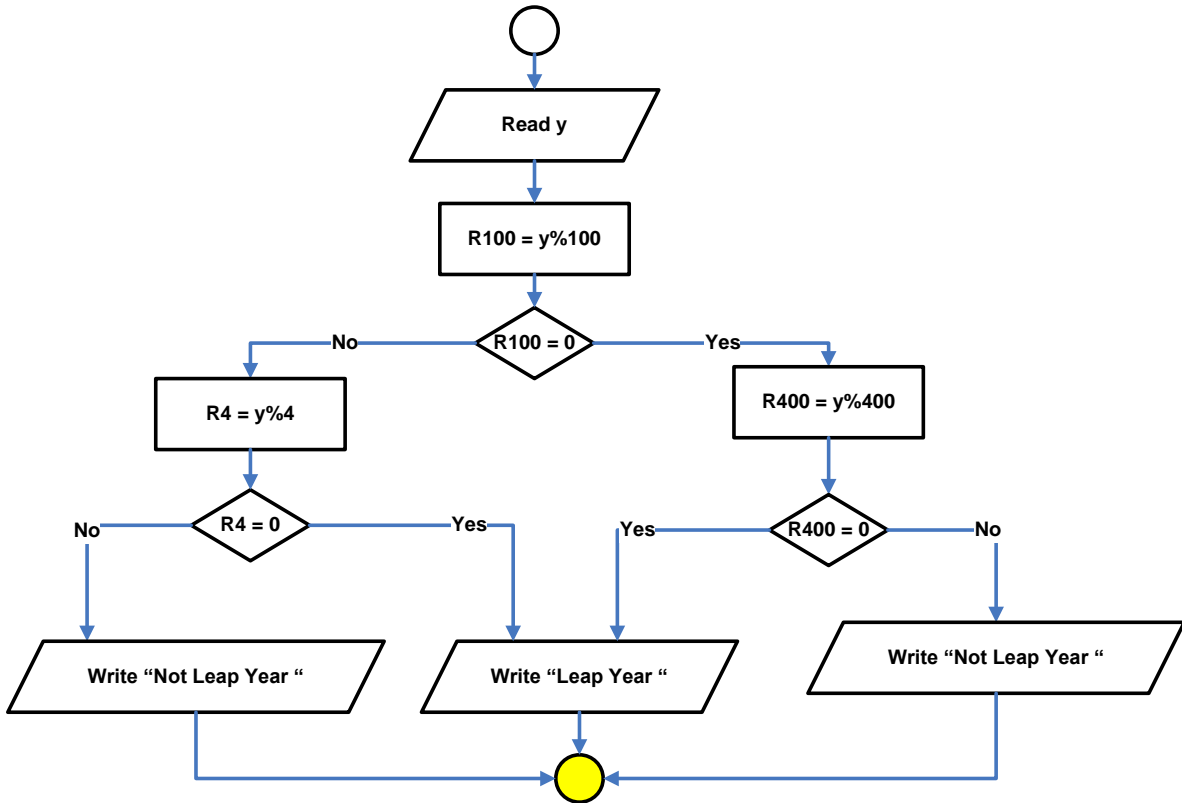 Read y
R100 = y%100
R100 = 0
No
Yes
R4 = y%4
R400 = y%400
R4 = 0
No
Yes
R400 = 0
Yes
No
Write “Not Leap Year “
Write “Leap Year “
Write “Not Leap Year “